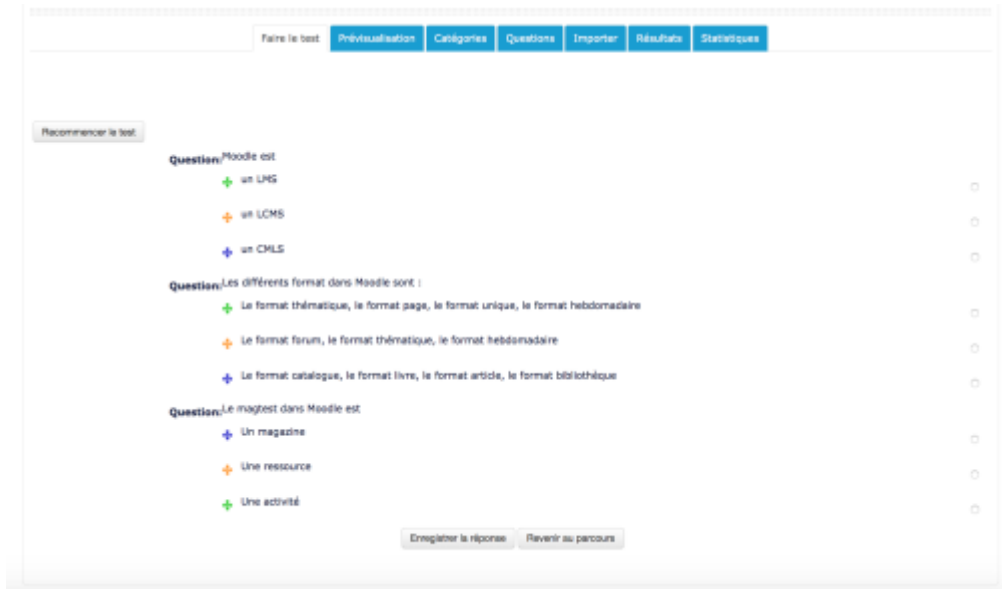 Faire le test Prévisualisation Catégories Questions Importer Résultats Statistiques
Recommencer le test
Question: Moodle est
un LMS
un LCMS
un CMLS
Question: Les différents format dans Moodle sont :
Le format thématique, le format page, le format unique, le format hebdomadaire
Le format forum, le format thématique, le format hebdomadaire
Le format catalogue, le format livre, le format article, le format bibliothèque
Question: Le magtest dans Moodle est
Un magazine
Une ressource
Une activité
Enregistrer la réponse Revenir au parcours